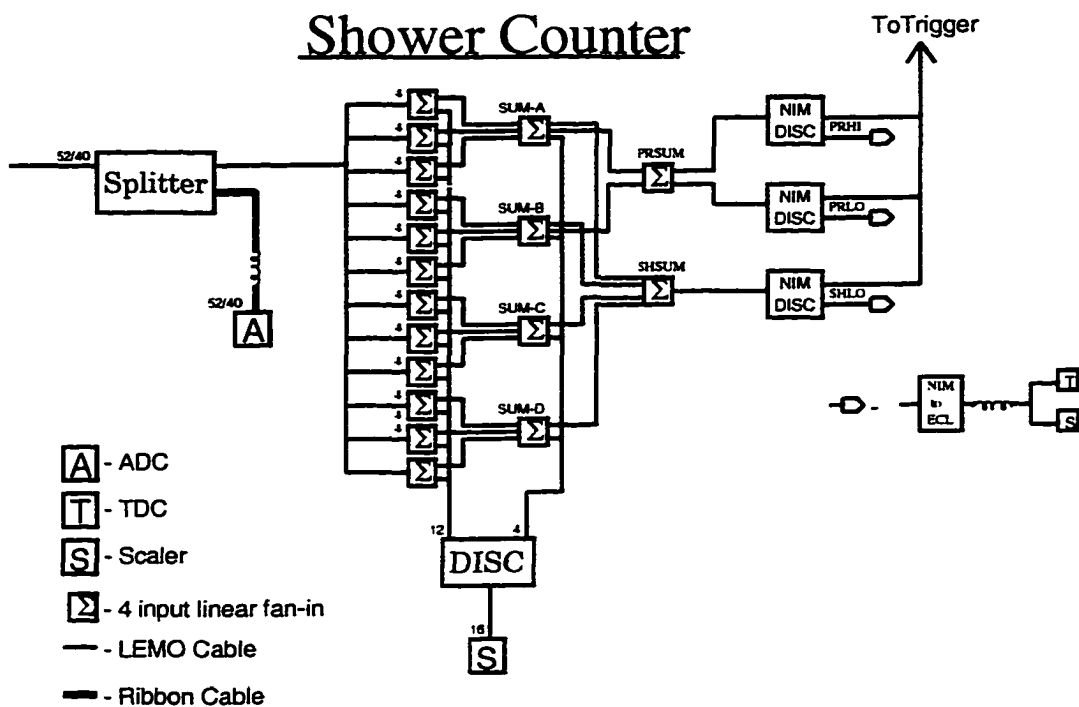 Shower Counter
ToTrigger
52/40
Splitter
52/40
A
4
Σ
4
Σ
4
Σ
4
Σ
4
Σ
4
Σ
4
Σ
4
Σ
4
Σ
4
Σ
4
Σ
Σ
SUM-A
Σ
SUM-B
Σ
SUM-C
Σ
SUM-D
Σ
PRSUM
Σ
SHSUM
Σ
NIM
DISC
PRHI
NIM
DISC
PRLO
NIM
DISC
SHLO
-
NIM
to
ECL
T
S
12
4
DISC
16
S
A - ADC
T - TDC
S - Scaler
Σ - 4 input linear fan-in
- LEMO Cable
- Ribbon Cable